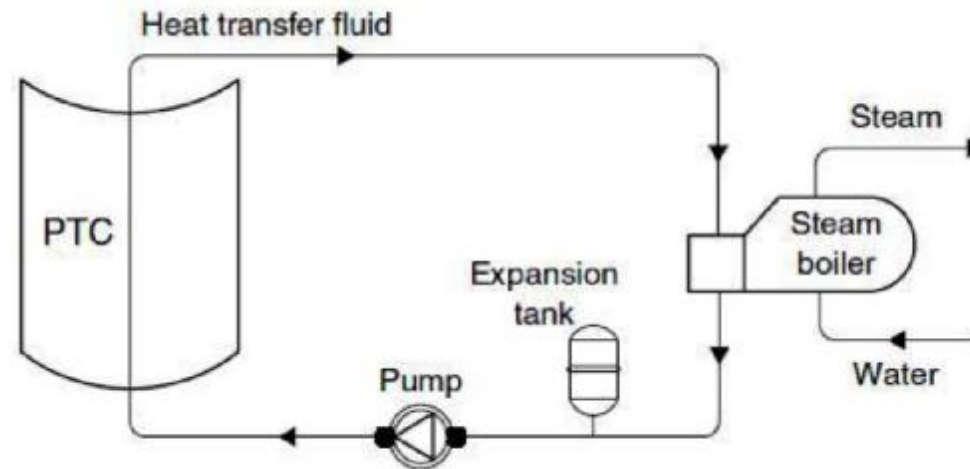 Heat transfer fluid
Steam
PTC
Steam
boiler
Expansion
tank
Pump
Water